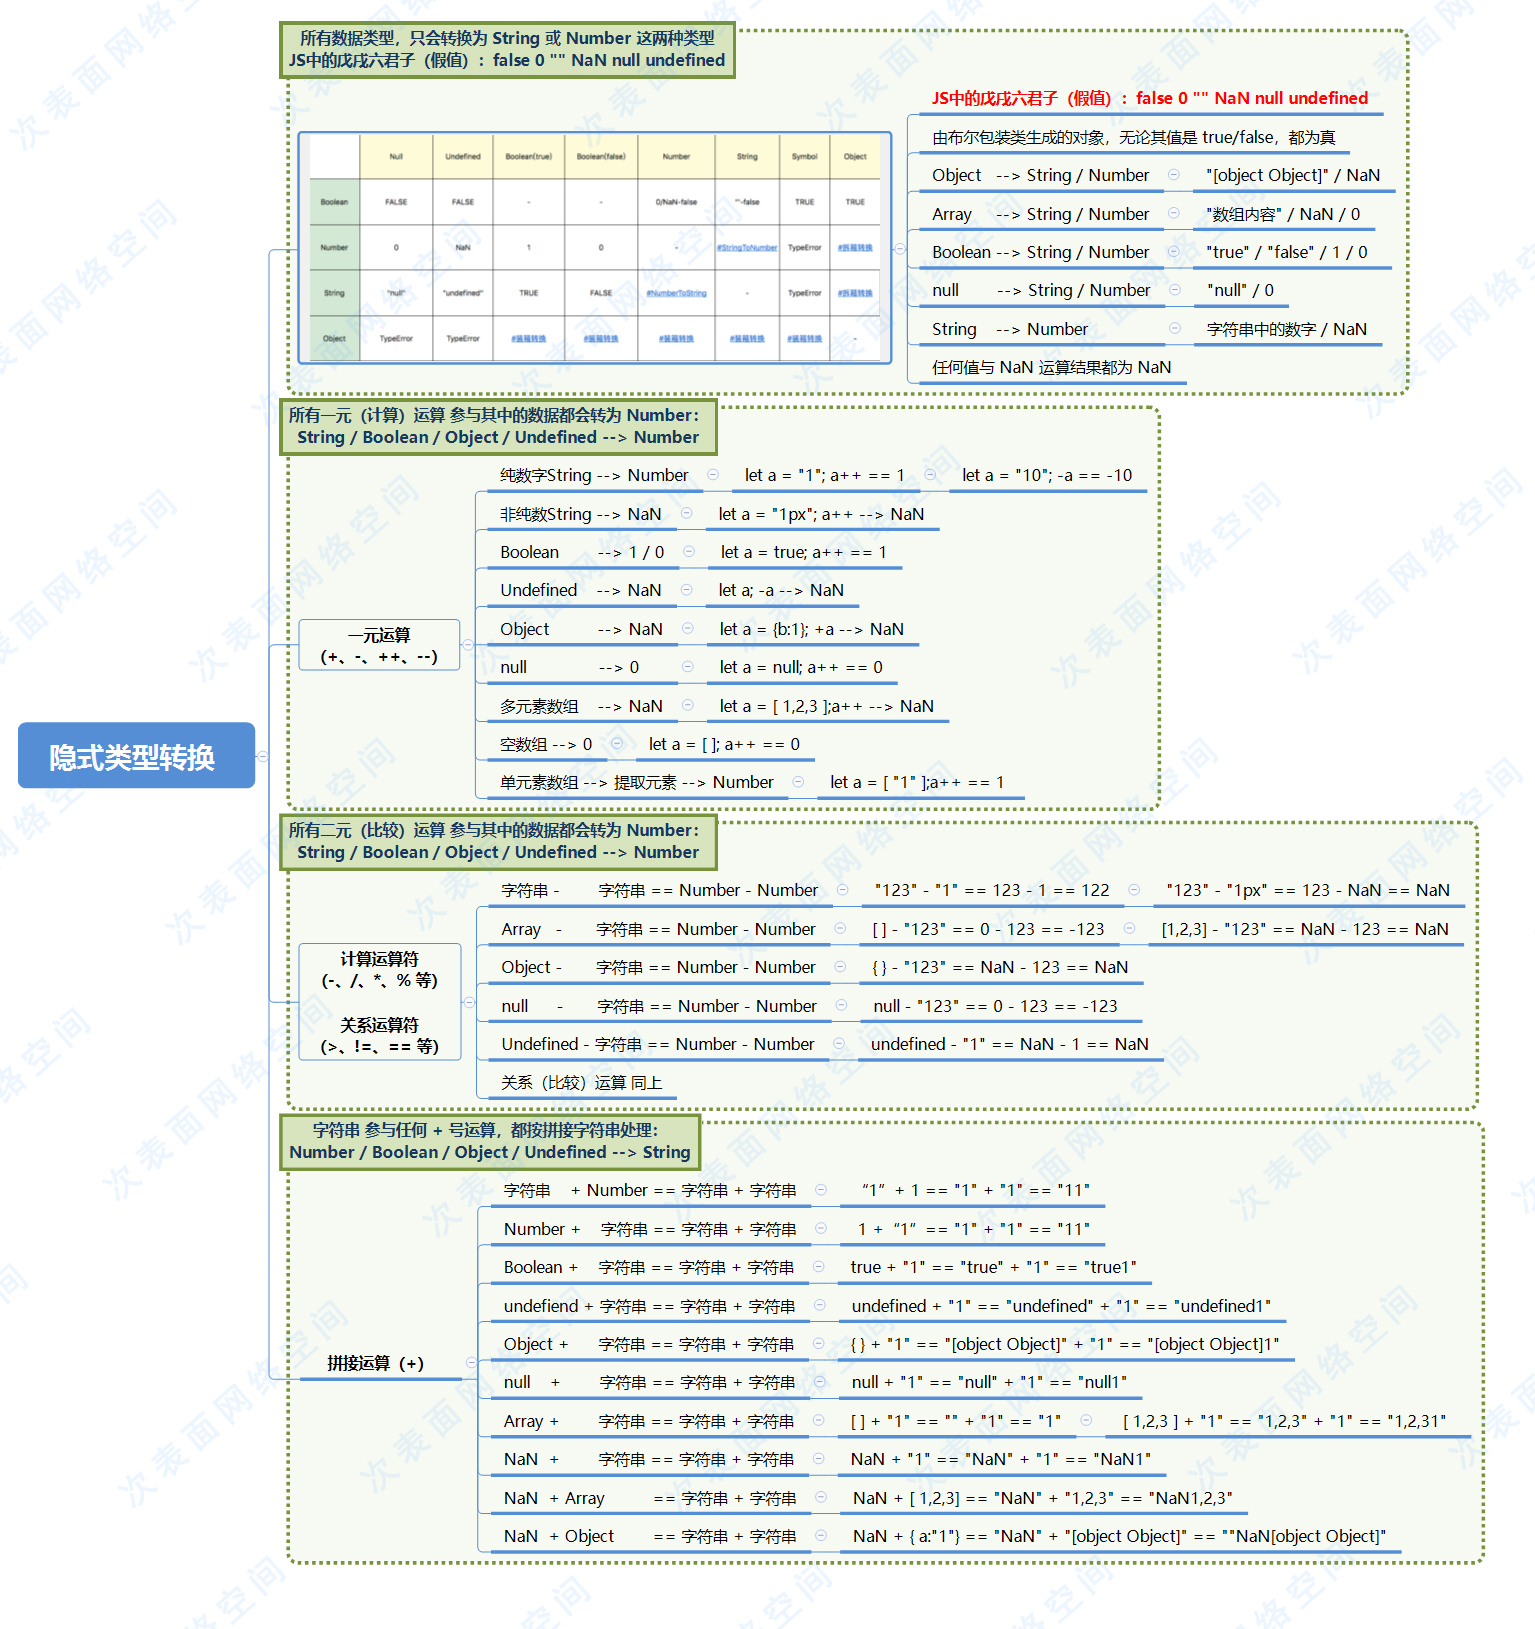 隐式类型转换
所有数据类型，只会转换为 String 或 Number 这两种类型
JS中的戊戌六君子（假值）: false 0 "" NaN null undefined
Null Undefined Boolean(true) Boolean(false) Number String Symbol Object
Boolean FALSE FALSE - - 0/NaN-false ""-false TRUE TRUE
Number 0 NaN 1 0 - #StringToNumber TypeError #拆箱转换
String "null" "undefined" TRUE FALSE #NumberToString - TypeError #拆箱转换
Object TypeError TypeError #装箱转换 #装箱转换 #装箱转换 #装箱转换 #装箱转换 -
JS中的戊戌六君子（假值）: false 0 "" NaN null undefined
由布尔包装类生成的对象，无论其值是 true/false，都为真
Object --> String / Number "[object Object]" / NaN
Array --> String / Number "数组内容" / NaN / 0
Boolean --> String / Number "true" / "false" / 1 / 0
null --> String / Number "null" / 0
String --> Number 字符串中的数字 / NaN
任何值与 NaN 运算结果都为 NaN
所有一元（计算）运算 参与其中的数据都会转为 Number:
String / Boolean / Object / Undefined --> Number
一元运算
（+、-、++、--）
纯数字String --> Number let a = "1"; a++ == 1 let a = "10"; -a == -10
非纯数String --> NaN let a = "1px"; a++ --> NaN
Boolean --> 1 / 0 let a = true; a++ == 1
Undefined --> NaN let a; -a --> NaN
Object --> NaN let a = {b:1}; +a --> NaN
null --> 0 let a = null; a++ == 0
多元素数组 --> NaN let a = [ 1,2,3 ];a++ --> NaN
空数组 --> 0 let a = [ ]; a++ == 0
单元素数组 --> 提取元素 --> Number let a = [ "1" ];a++ == 1
所有二元（比较）运算 参与其中的数据都会转为 Number:
String / Boolean / Object / Undefined --> Number
计算运算符
（-、/、*、% 等）
关系运算符
（>、!=、== 等）
字符串 - 字符串 == Number - Number "123" - "1" == 123 - 1 == 122 "123" - "1px" == 123 - NaN == NaN
Array - 字符串 == Number - Number [ ] - "123" == 0 - 123 == -123 [1,2,3] - "123" == NaN - 123 == NaN
Object - 字符串 == Number - Number { } - "123" == NaN - 123 == NaN
null - 字符串 == Number - Number null - "123" == 0 - 123 == -123
Undefined - 字符串 == Number - Number undefined - "1" == NaN - 1 == NaN
关系（比较）运算 同上
字符串 参与任何 + 号运算，都按拼接字符串处理:
Number / Boolean / Object / Undefined --> String
拼接运算（+）
字符串 + Number == 字符串 + 字符串 “1” + 1 == "1" + "1" == "11"
Number + 字符串 == 字符串 + 字符串 1 + “1” == "1" + "1" == "11"
Boolean + 字符串 == 字符串 + 字符串 true + "1" == "true" + "1" == "true1"
undefiend + 字符串 == 字符串 + 字符串 undefined + "1" == "undefined" + "1" == "undefined1"
Object + 字符串 == 字符串 + 字符串 { } + "1" == "[object Object]" + "1" == "[object Object]1"
null + 字符串 == 字符串 + 字符串 null + "1" == "null" + "1" == "null1"
Array + 字符串 == 字符串 + 字符串 [ ] + "1" == "" + "1" == "1" [ 1,2,3 ] + "1" == "1,2,3" + "1" == "1,2,31"
NaN + 字符串 == 字符串 + 字符串 NaN + "1" == "NaN" + "1" == "NaN1"
NaN + Array == 字符串 + 字符串 NaN + [ 1,2,3] == "NaN" + "1,2,3" == "NaN1,2,3"
NaN + Object == 字符串 + 字符串 NaN + { a:"1"} == "NaN" + "[object Object]" == ""NaN[object Object]"
次表面网络空间